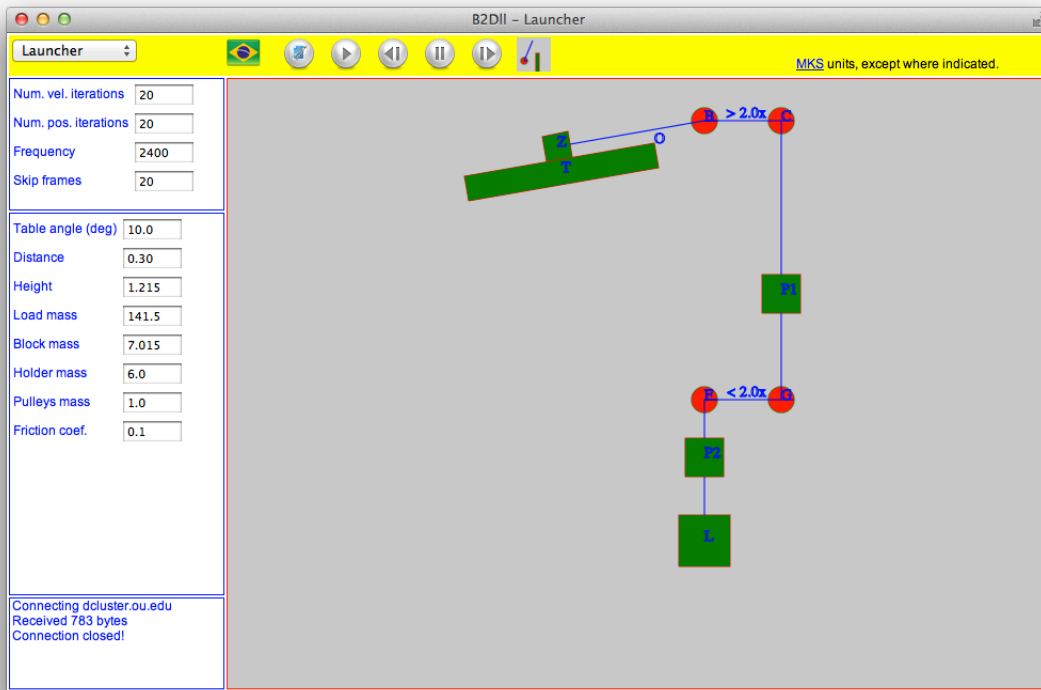 B2Dll – Launcher
Launcher
MKS units, except where indicated.
Num. vel. iterations 20
Num. pos. iterations 20
Frequency 2400
Skip frames 20
Table angle (deg) 10.0
Distance 0.30
Height 1.215
Load mass 141.5
Block mass 7.015
Holder mass 6.0
Pulleys mass 1.0
Friction coef. 0.1
Connecting dcluster.ou.edu
Received 783 bytes
Connection closed!
B > 2.0x C
Z O
T
P1
F < 2.0x G
P2
L